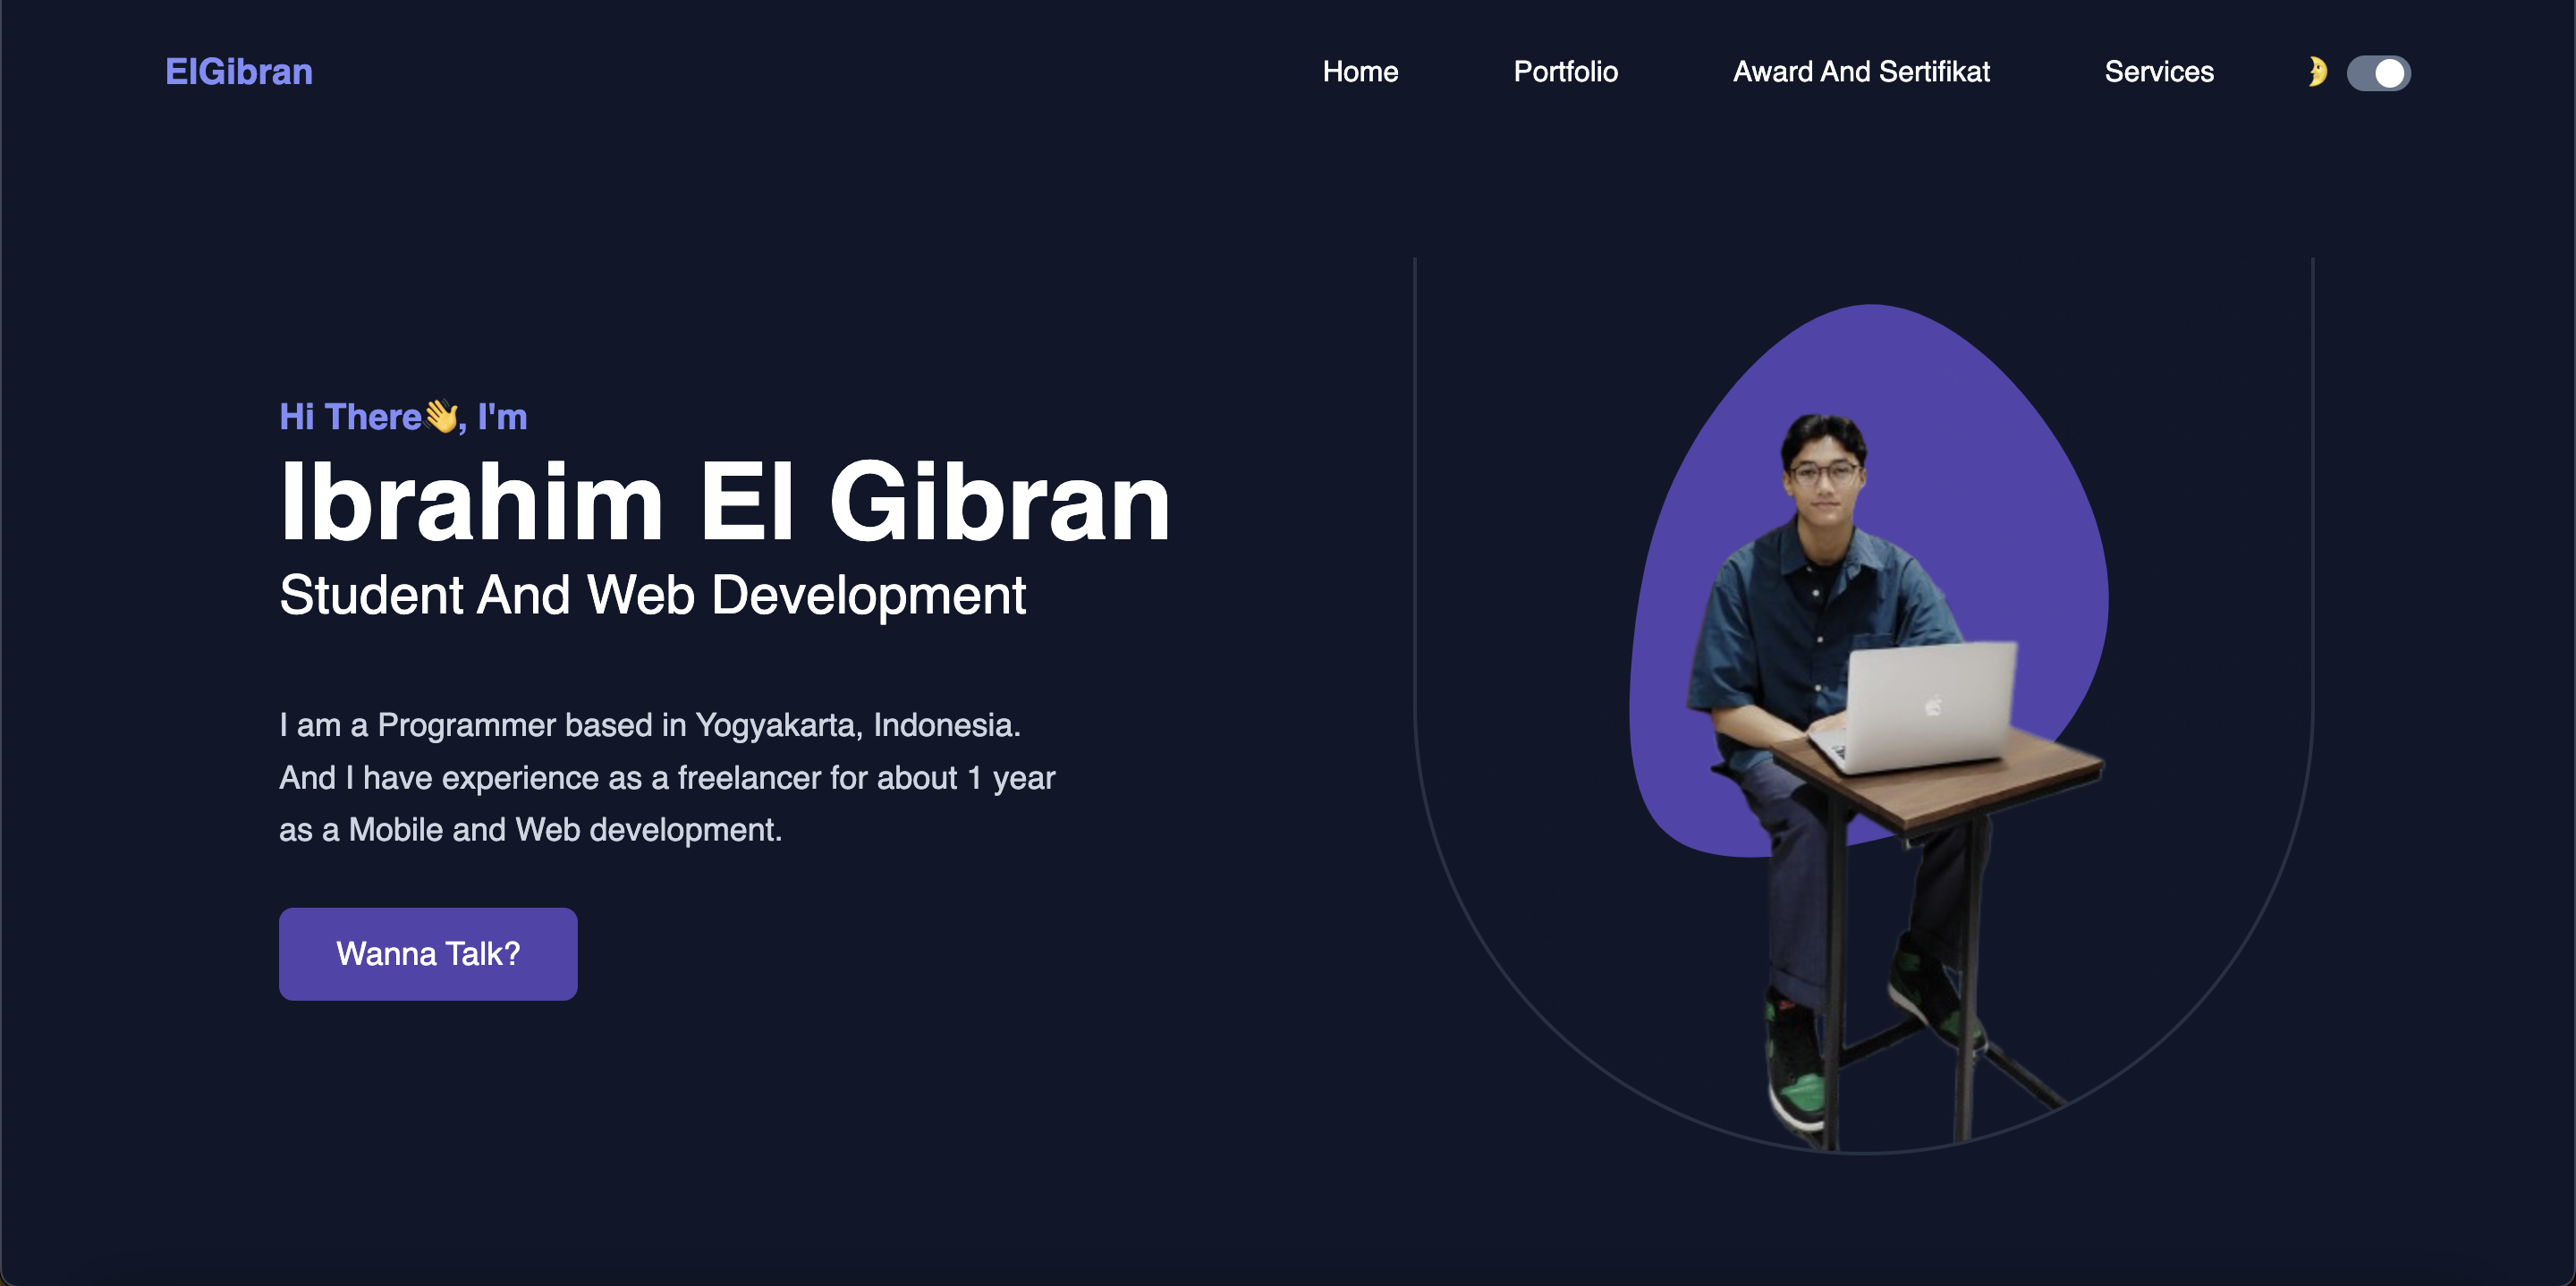 ElGibran
Home
Portfolio
Award And Sertifikat
Services
Hi There👋, I'm
Ibrahim El Gibran
Student And Web Development
I am a Programmer based in Yogyakarta, Indonesia.
And I have experience as a freelancer for about 1 year
as a Mobile and Web development.
Wanna Talk?